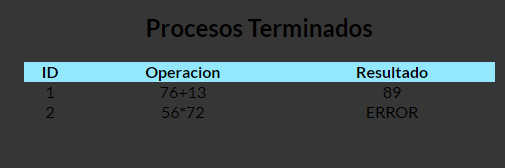 Procesos Terminados
ID Operacion Resultado
1 76+13 89
2 56*72 ERROR